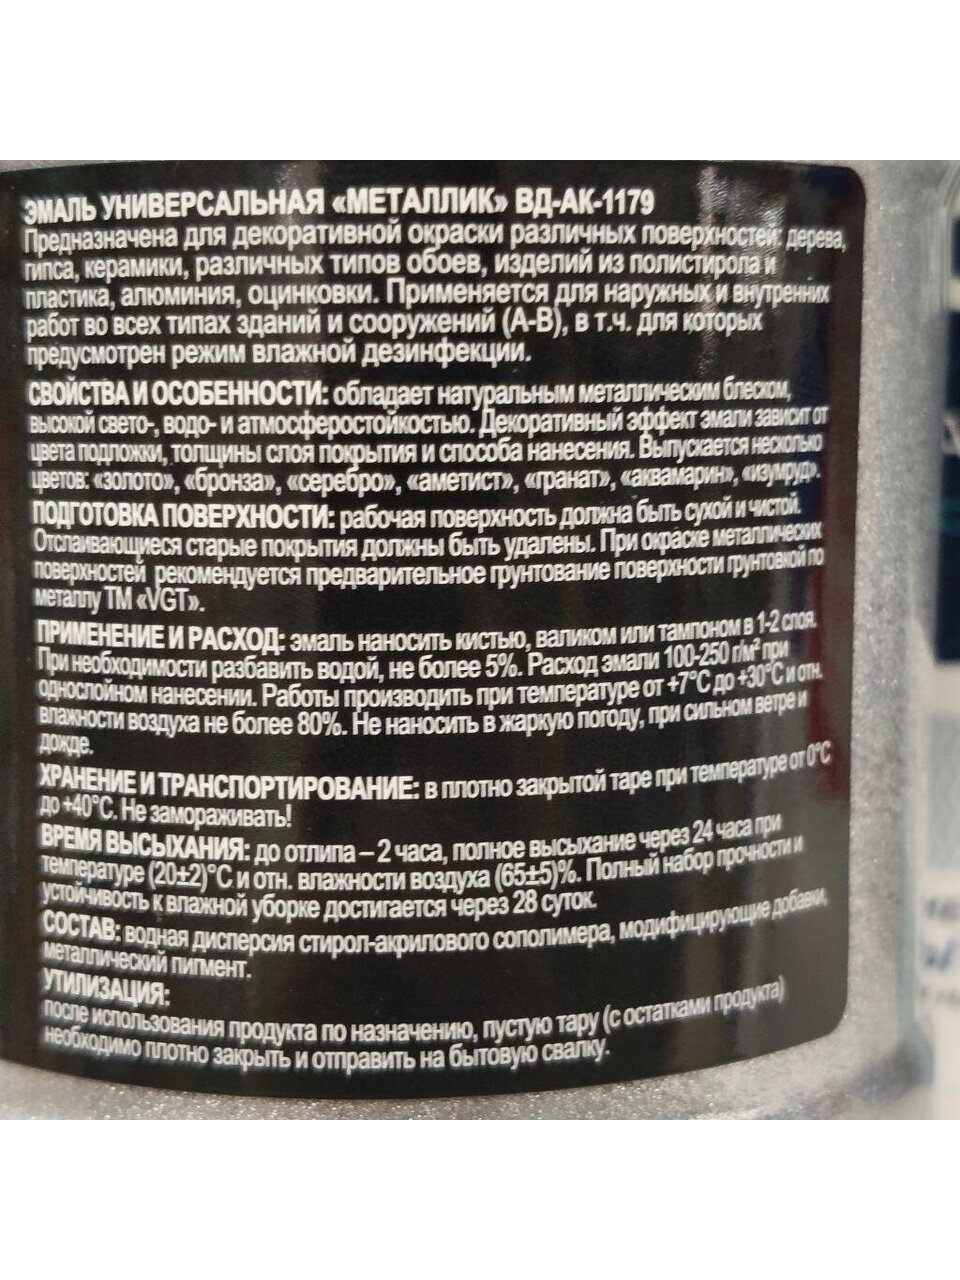 ЭМАЛЬ УНИВЕРСАЛЬНАЯ «МЕТАЛЛИК» ВД-АК-1179
Предназначена для декоративной окраски различных поверхностей: дерева,
гипса, керамики, различных типов обоев, изделий из полистирола и
пластика, алюминия, оцинковки. Применяется для наружных и внутренних
работ во всех типах зданий и сооружений (А-В), в т.ч. для которых
предусмотрен режим влажной дезинфекции.
СВОЙСТВА И ОСОБЕННОСТИ: обладает натуральным металлическим блеском,
высокой свето-, водо- и атмосферостойкостью. Декоративный эффект эмали зависит от
цвета подложки, толщины слоя покрытия и способа нанесения. Выпускается несколько
цветов: «золото», «бронза», «серебро», «аметист», «гранат», «аквамарин», «изумруд».
ПОДГОТОВКА ПОВЕРХНОСТИ: рабочая поверхность должна быть сухой и чистой.
Отслаивающиеся старые покрытия должны быть удалены. При окраске металлических
поверхностей рекомендуется предварительное грунтование поверхности грунтовкой по
металлу ТМ «VGT».
ПРИМЕНЕНИЕ И РАСХОД: эмаль наносить кистью, валиком или тампоном в 1-2 слоя.
При необходимости разбавить водой, не более 5%. Расход эмали 100-250 г/м² при
однослойном нанесении. Работы производить при температуре от +7°С до +30°С и отн.
влажности воздуха не более 80%. Не наносить в жаркую погоду, при сильном ветре и
дожде.
ХРАНЕНИЕ И ТРАНСПОРТИРОВАНИЕ: в плотно закрытой таре при температуре от 0°С
до +40°С. Не замораживать!
ВРЕМЯ ВЫСЫХАНИЯ: до отлипа – 2 часа, полное высыхание через 24 часа при
температуре (20±2)°С и отн. влажности воздуха (65±5)%. Полный набор прочности и
устойчивость к влажной уборке достигается через 28 суток.
СОСТАВ: водная дисперсия стирол-акрилового сополимера, модифицирующие добавки,
металлический пигмент.
УТИЛИЗАЦИЯ:
после использования продукта по назначению, пустую тару (с остатками продукта)
необходимо плотно закрыть и отправить на бытовую свалку.